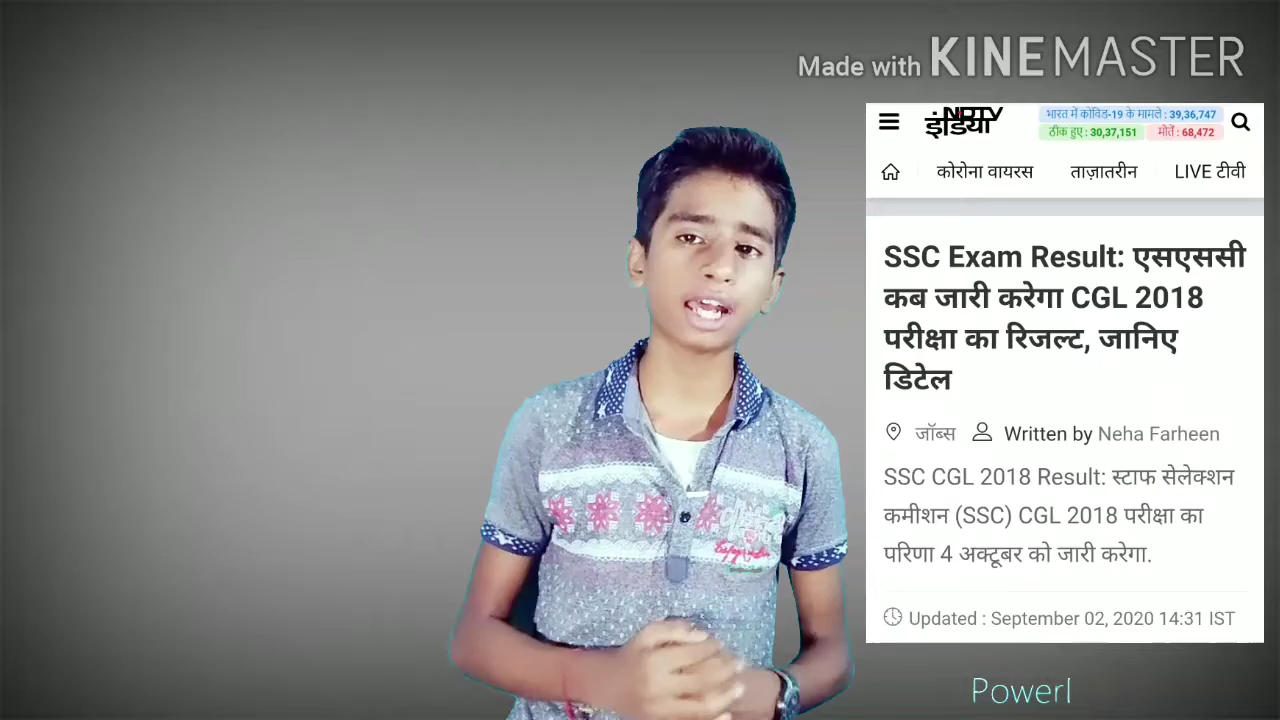 Made with KINEMASTER
NDTV
इंडिया
भारत में कोविड-19 के मामले : 39,36,747
ठीक हुए : 30,37,151 मौतें : 68,472
कोरोना वायरस ताज़ातरीन LIVE टीवी
SSC Exam Result: एसएससी
कब जारी करेगा CGL 2018
परीक्षा का रिजल्ट, जानिए
डिटेल
जॉब्स Written by Neha Farheen
SSC CGL 2018 Result: स्टाफ सेलेक्शन
कमीशन (SSC) CGL 2018 परीक्षा का
परिणा 4 अक्टूबर को जारी करेगा.
Updated : September 02, 2020 14:31 IST
Powerl